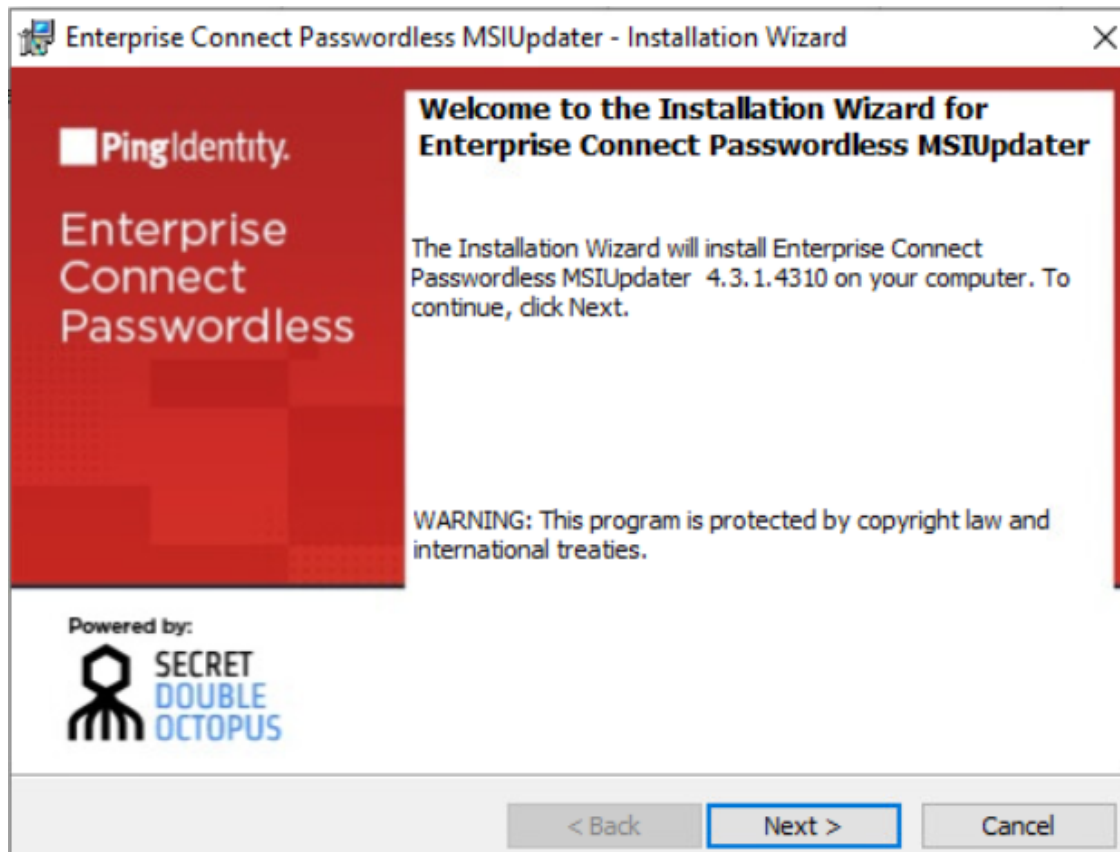 Enterprise Connect Passwordless MSIUpdater - Installation Wizard
PingIdentity.
Enterprise
Connect
Passwordless
Welcome to the Installation Wizard for
Enterprise Connect Passwordless MSIUpdater
The Installation Wizard will install Enterprise Connect
Passwordless MSIUpdater 4.3.1.4310 on your computer. To
continue, click Next.
WARNING: This program is protected by copyright law and
international treaties.
Powered by:
SECRET
DOUBLE
OCTOPUS
< Back
Next >
Cancel